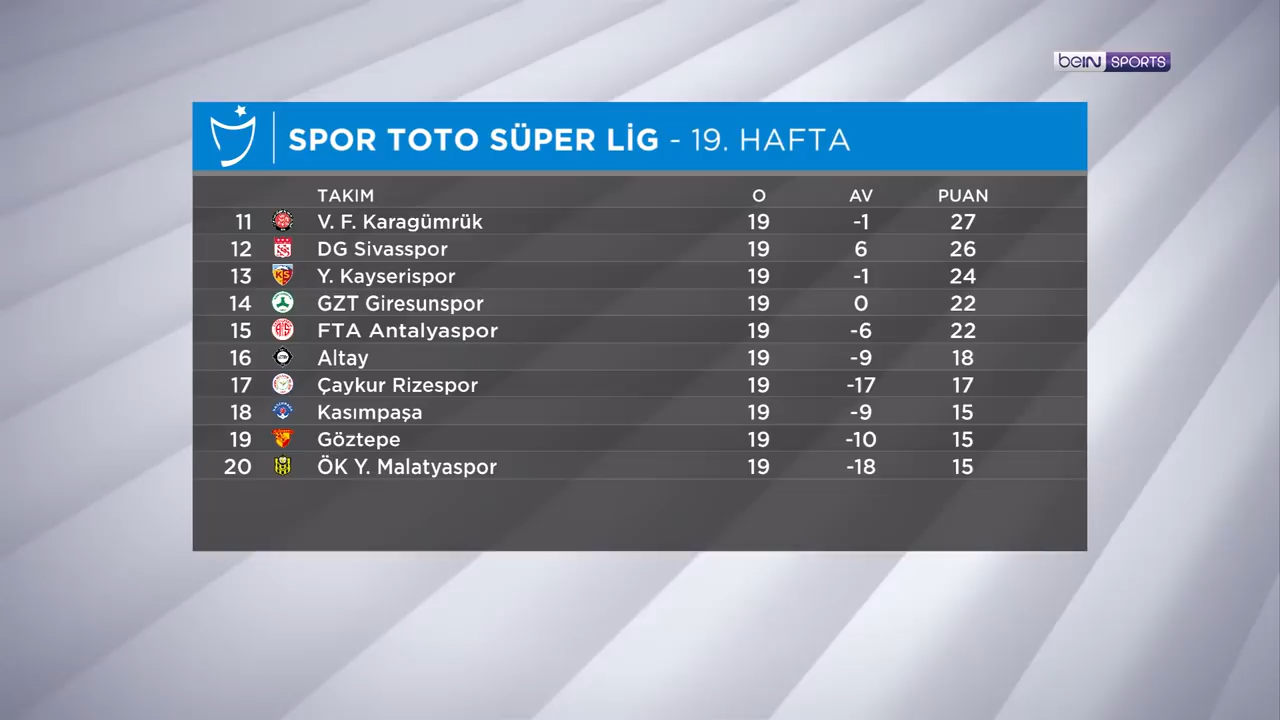 beIN SPORTS
SPOR TOTO SÜPER LİG - 19. HAFTA
TAKIM O AV PUAN
11 V. F. Karagümrük 19 -1 27
12 DG Sivasspor 19 6 26
13 Y. Kayserispor 19 -1 24
14 GZT Giresunspor 19 0 22
15 FTA Antalyaspor 19 -6 22
16 Altay 19 -9 18
17 Çaykur Rizespor 19 -17 17
18 Kasımpaşa 19 -9 15
19 Göztepe 19 -10 15
20 ÖK Y. Malatyaspor 19 -18 15